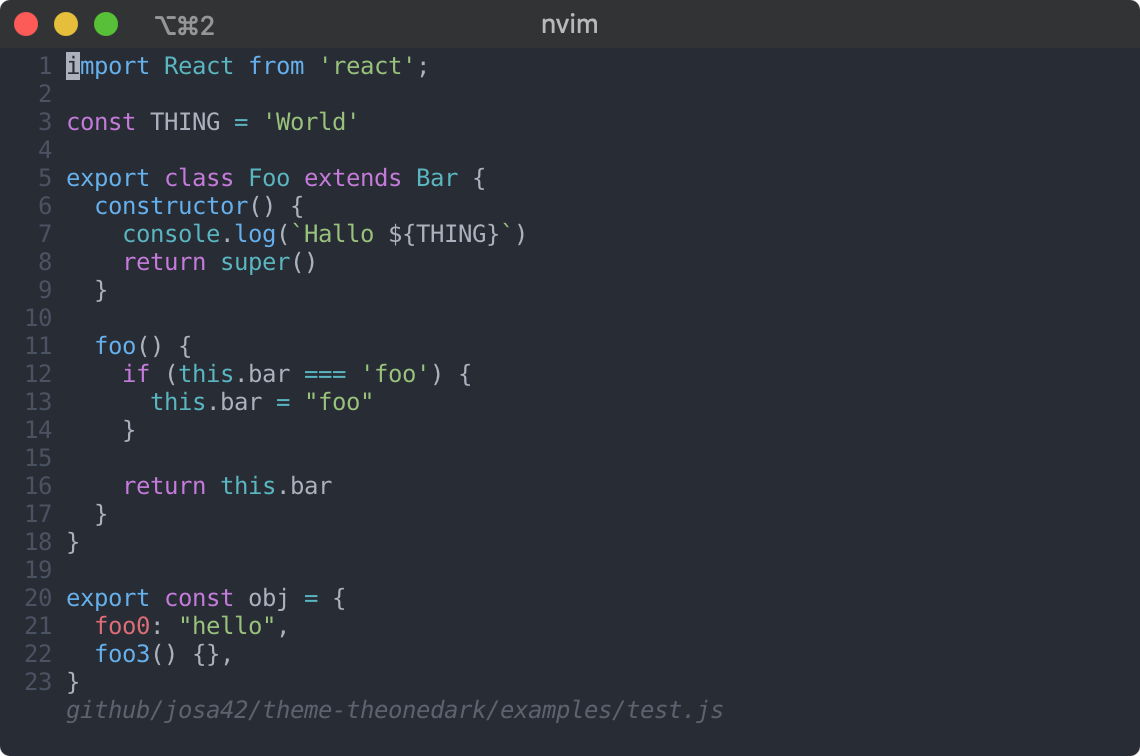 ⌥⌘2 nvim
1 import React from 'react';
2
3 const THING = 'World'
4
5 export class Foo extends Bar {
6   constructor() {
7     console.log(`Hallo ${THING}`)
8     return super()
9   }
10
11   foo() {
12     if (this.bar === 'foo') {
13       this.bar = "foo"
14     }
15
16     return this.bar
17   }
18 }
19
20 export const obj = {
21   foo0: "hello",
22   foo3() {},
23 }
github/josa42/theme-theonedark/examples/test.js